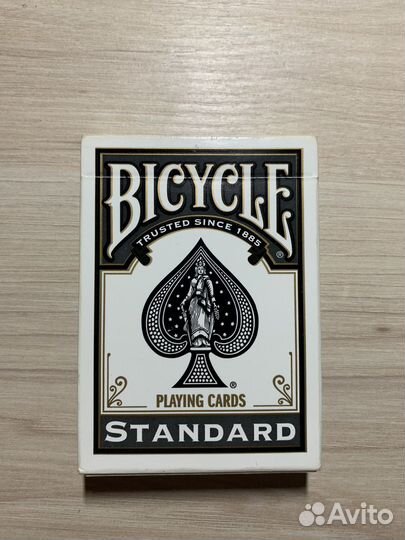 BICYCLE
®
TRUSTED SINCE 1885
®
PLAYING CARDS
STANDARD
Avito